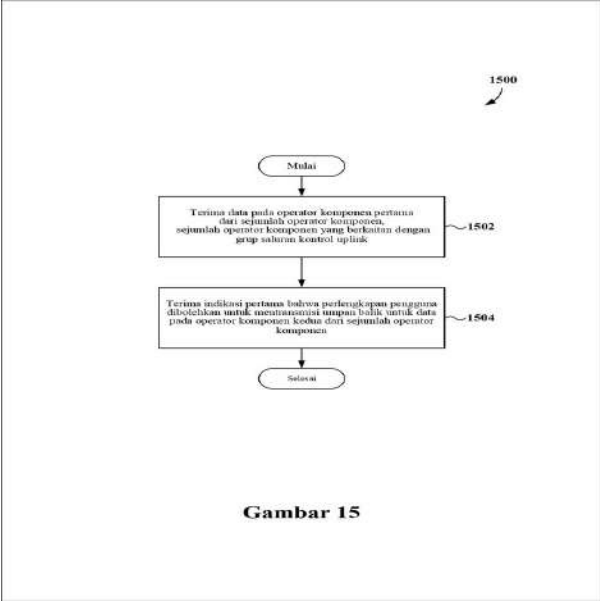 1500
Mulai
Terima data pada operator komponen pertama
dari sejumlah operator komponen,
sejumlah operator komponen yang berkaitan dengan
grup saluran kontrol uplink
1502
Terima indikasi pertama bahwa perlengkapan pengguna
dibolehkan untuk mentransmisi umpan balik untuk data
pada operator komponen kedua dari sejumlah operator
komponen
1504
Selesai
Gambar 15